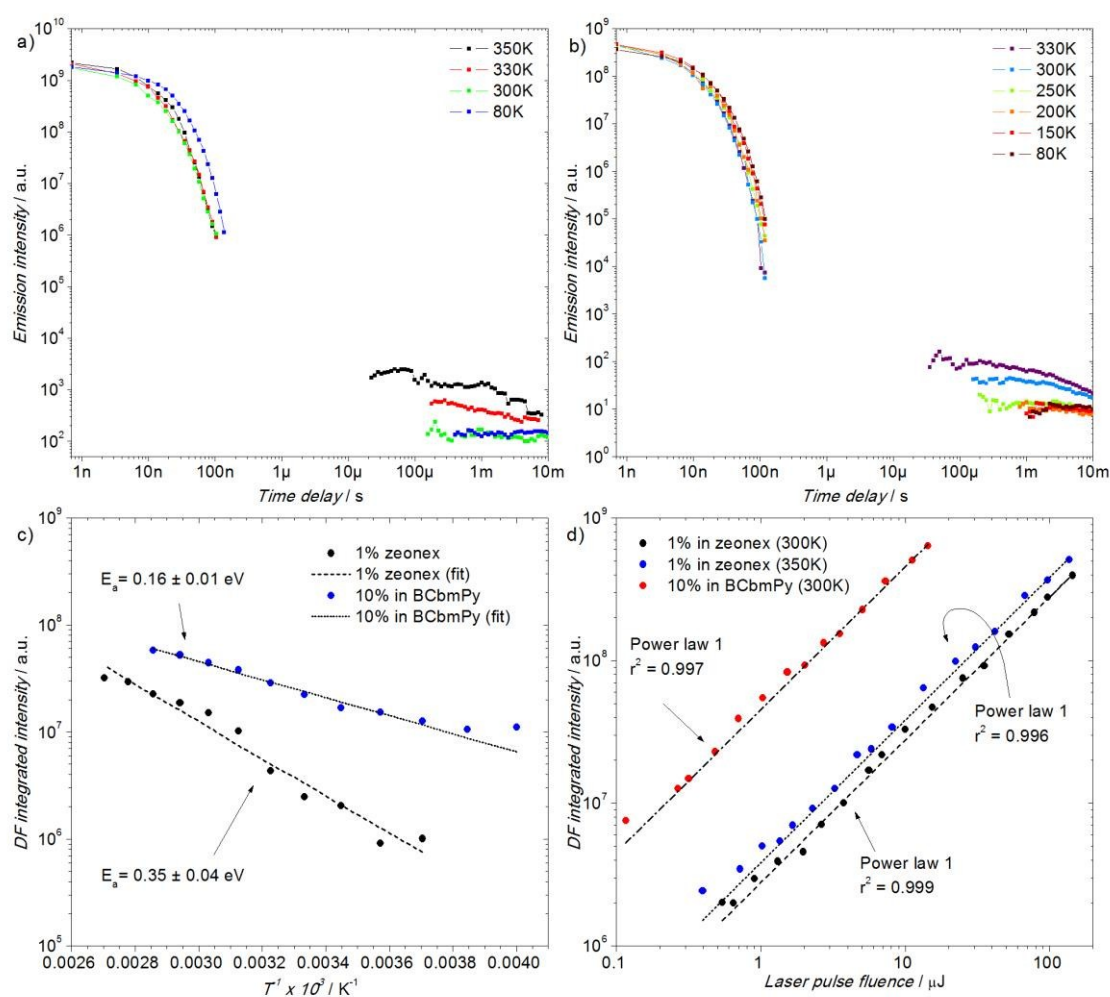 a)
10^10
10^9
10^8
10^7
10^6
10^5
10^4
10^3
10^2
Emission intensity / a.u.
350K
330K
300K
80K
1n 10n 100n 1µ 10µ 100µ 1m 10m
Time delay / s
b)
10^9
10^8
10^7
10^6
10^5
10^4
10^3
10^2
10^1
10^0
Emission intensity / a.u.
330K
300K
250K
200K
150K
80K
1n 10n 100n 1µ 10µ 100µ 1m 10m
Time delay / s
c)
10^9
10^8
10^7
10^6
10^5
DF integrated intensity / a.u.
1% zeonex
1% zeonex (fit)
10% in BCbmPy
10% in BCbmPy (fit)
E_a= 0.16 ± 0.01 eV
E_a= 0.35 ± 0.04 eV
0.0026 0.0028 0.0030 0.0032 0.0034 0.0036 0.0038 0.0040
T^-1 x 10^3 / K^-1
d)
10^9
10^8
10^7
10^6
DF integrated intensity / a.u.
1% in zeonex (300K)
1% in zeonex (350K)
10% in BCbmPy (300K)
Power law 1
r^2 = 0.997
Power law 1
r^2 = 0.996
Power law 1
r^2 = 0.999
0.1 1 10 100
Laser pulse fluence / µJ